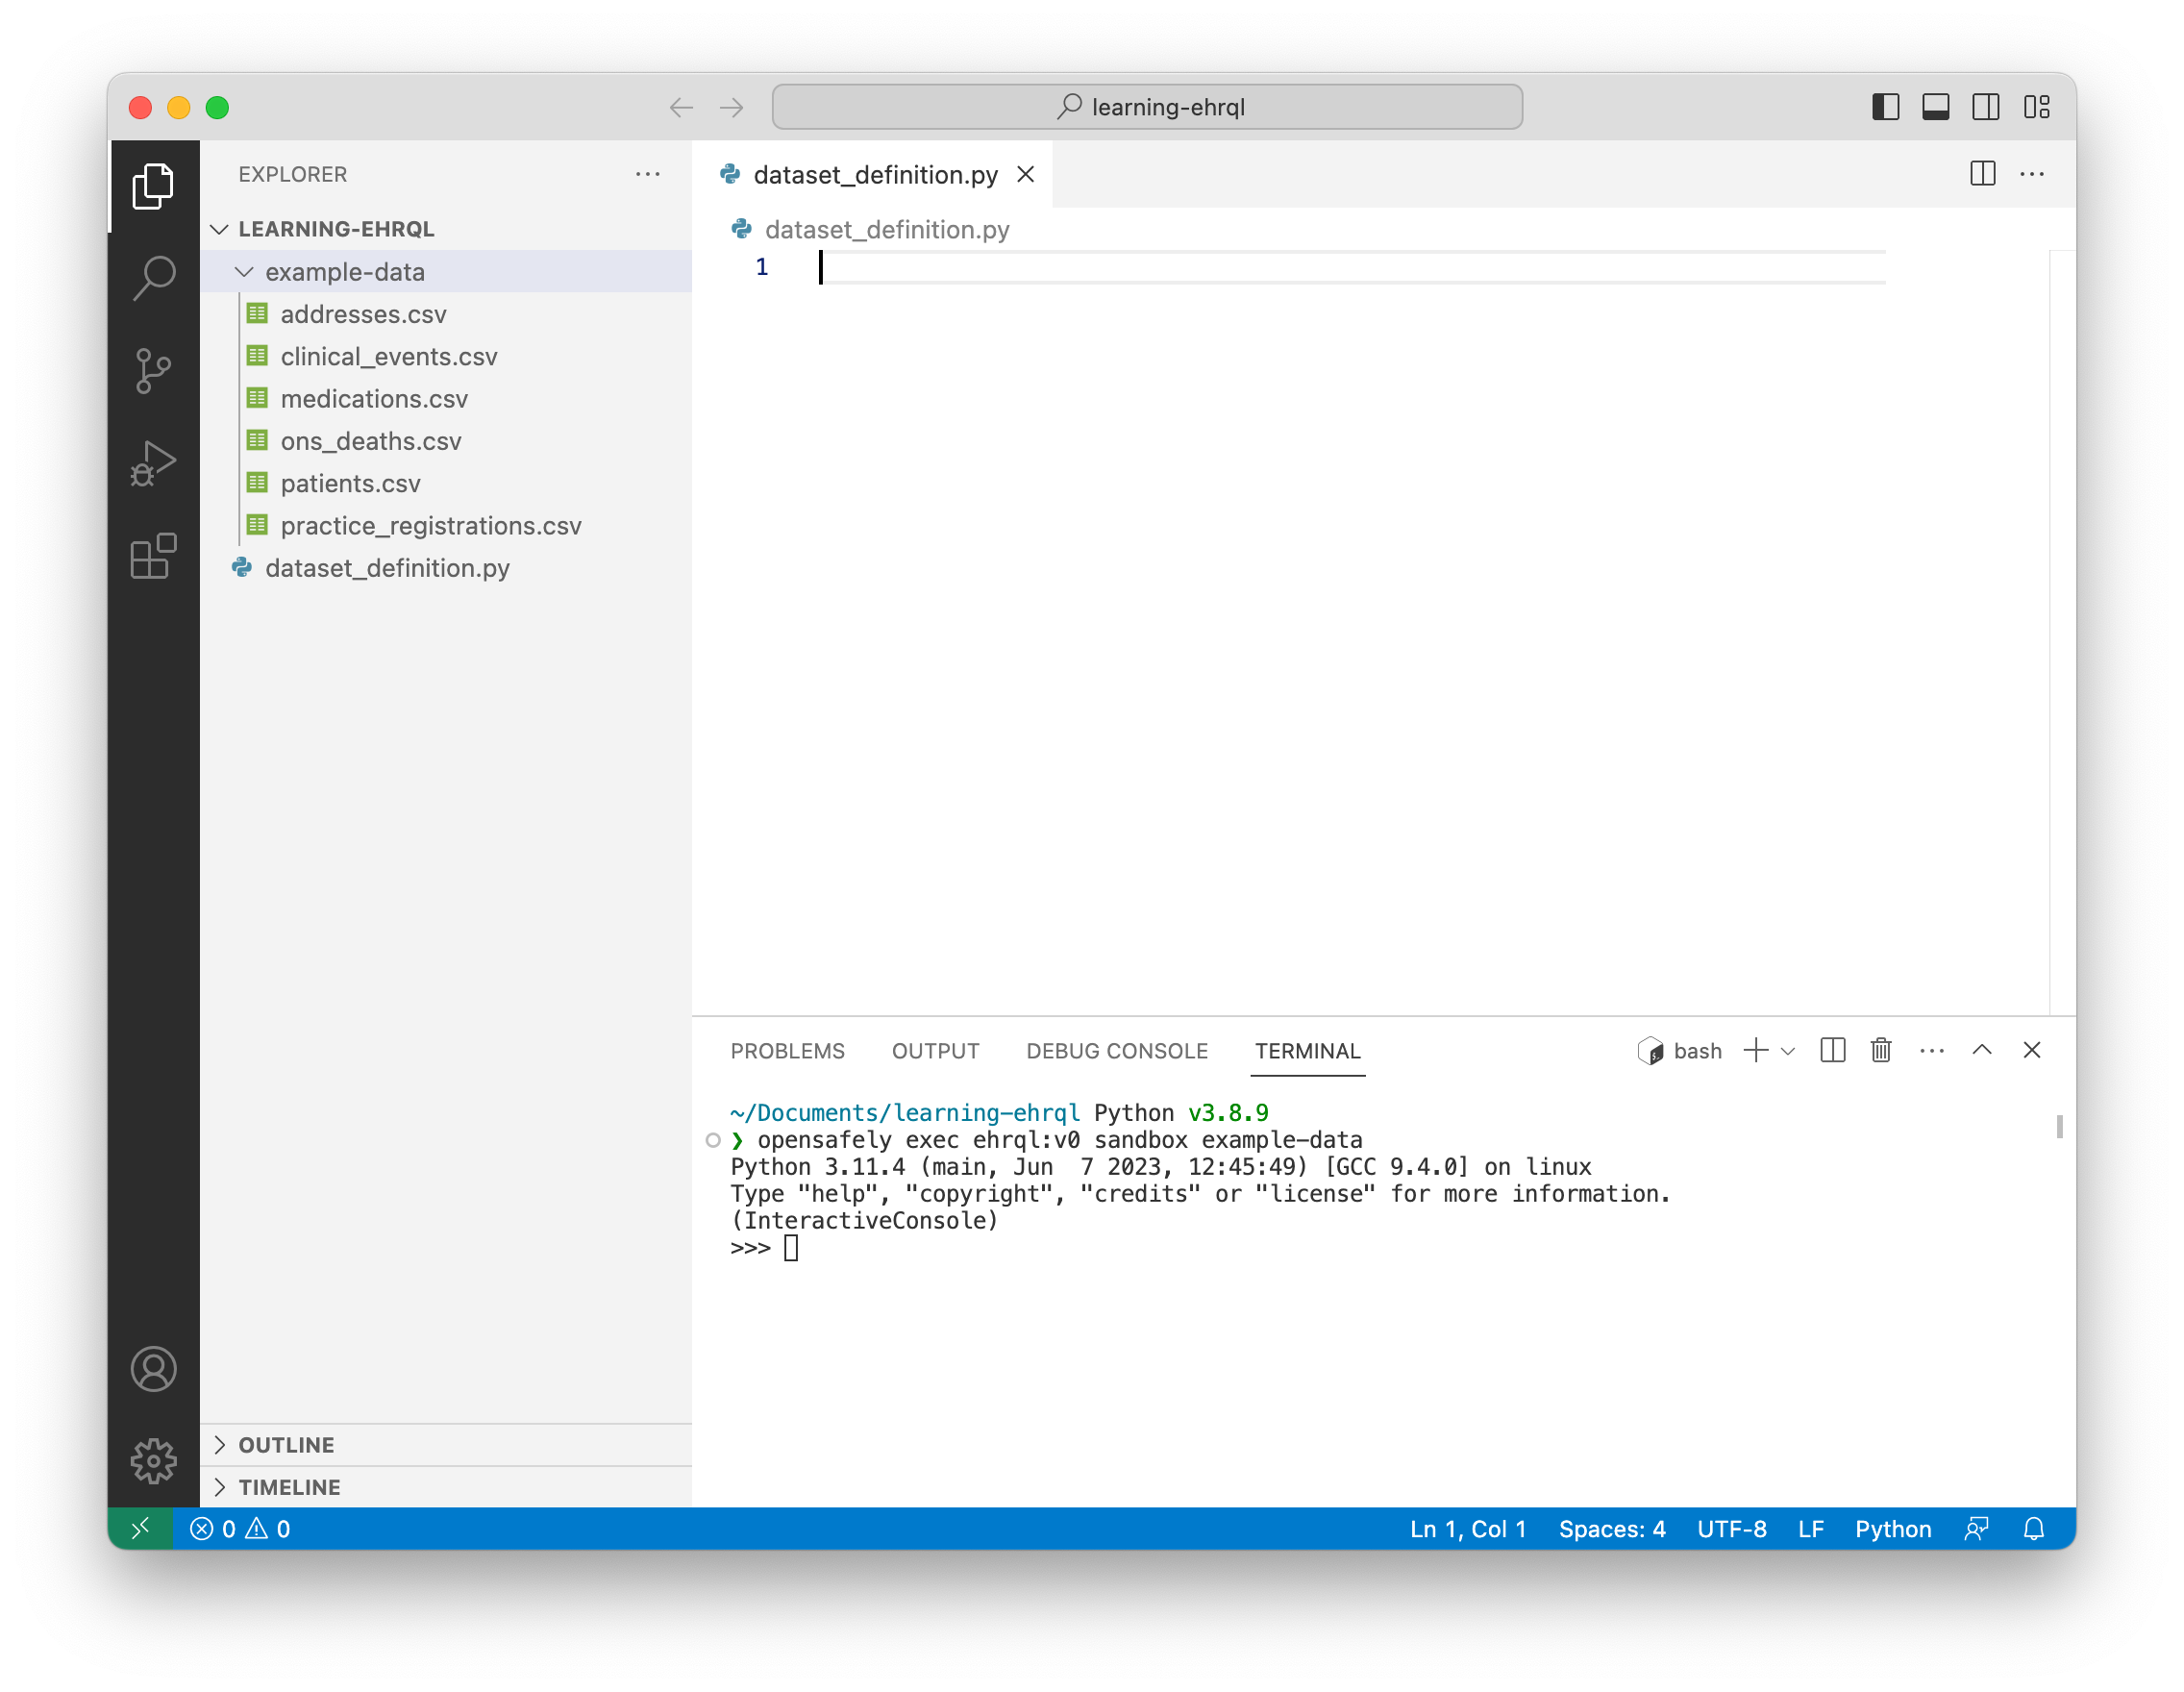 learning-ehrql
EXPLORER
LEARNING-EHRQL
example-data
addresses.csv
clinical_events.csv
medications.csv
ons_deaths.csv
patients.csv
practice_registrations.csv
dataset_definition.py
OUTLINE
TIMELINE
dataset_definition.py
dataset_definition.py
1
PROBLEMS OUTPUT DEBUG CONSOLE TERMINAL bash
~/Documents/learning-ehrql Python v3.8.9
❯ opensafely exec ehrql:v0 sandbox example-data
Python 3.11.4 (main, Jun  7 2023, 12:45:49) [GCC 9.4.0] on linux
Type "help", "copyright", "credits" or "license" for more information.
(InteractiveConsole)
>>>
0 0 Ln 1, Col 1 Spaces: 4 UTF-8 LF Python